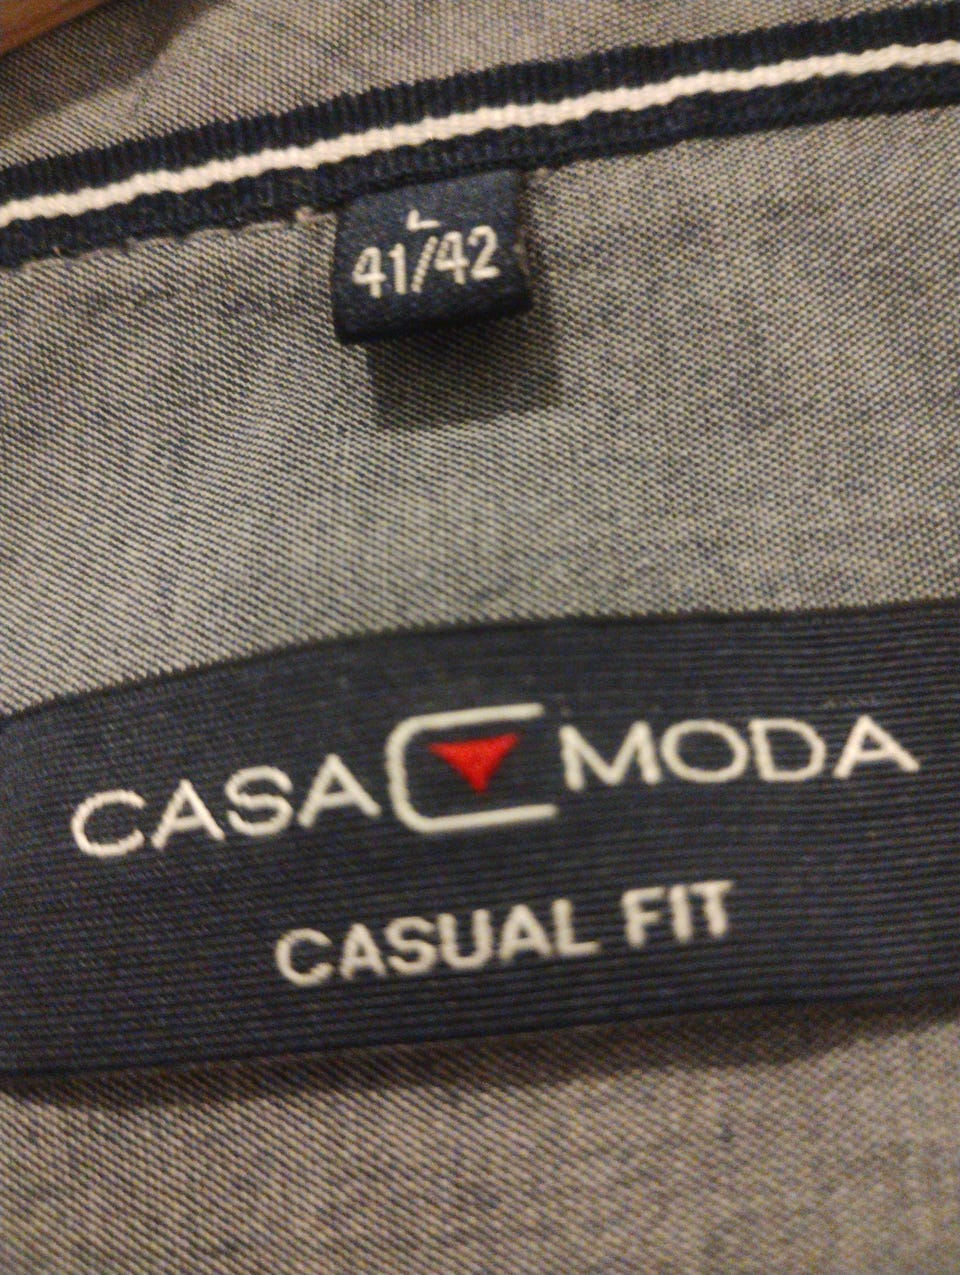 L
41/42
CASA MODA
CASUAL FIT